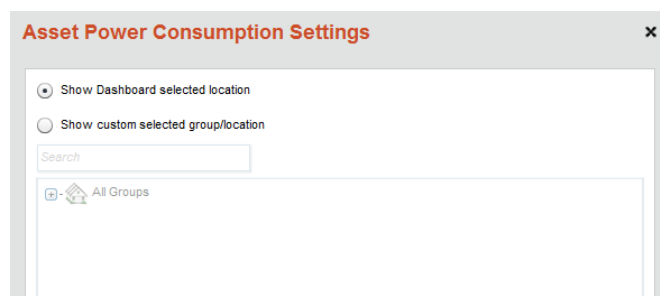 Asset Power Consumption Settings
Show Dashboard selected location
Show custom selected group/location
Search
All Groups